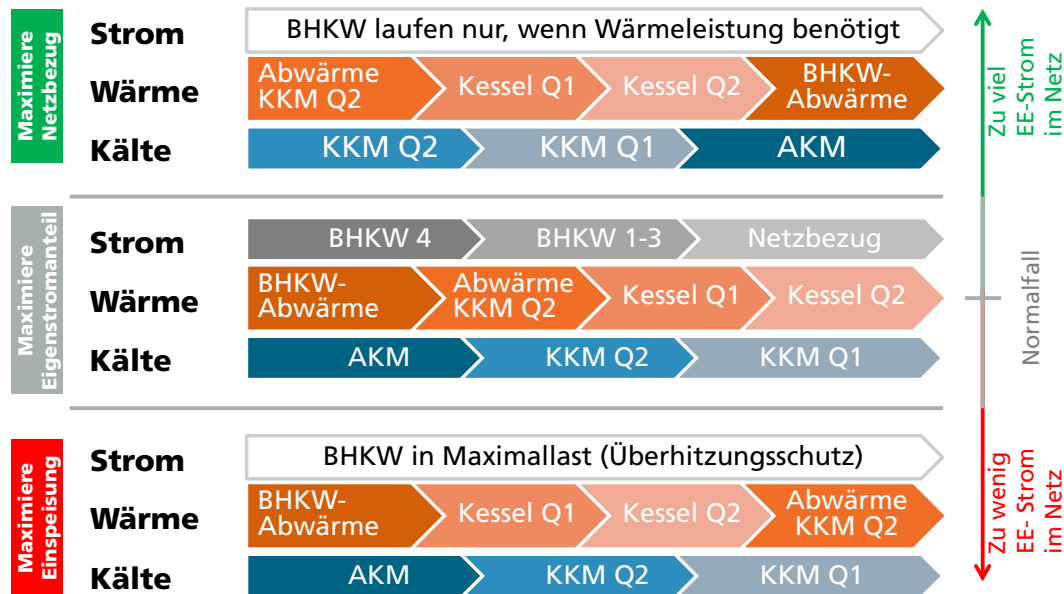 Maximiere
Netzbezug
Strom
BHKW laufen nur, wenn Wärmeleistung benötigt
Wärme
Abwärme
KKM Q2
Kessel Q1
Kessel Q2
BHKW-
Abwärme
Kälte
KKM Q2
KKM Q1
AKM
Zu viel
EE-Strom
im Netz
Maximiere
Eigenstromanteil
Strom
BHKW 4
BHKW 1-3
Netzbezug
Wärme
BHKW-
Abwärme
Abwärme
KKM Q2
Kessel Q1
Kessel Q2
Kälte
AKM
KKM Q2
KKM Q1
Normalfall
Maximiere
Einspeisung
Strom
BHKW in Maximallast (Überhitzungsschutz)
Wärme
BHKW-
Abwärme
Kessel Q1
Kessel Q2
Abwärme
KKM Q2
Kälte
AKM
KKM Q2
KKM Q1
Zu wenig
EE- Strom
im Netz